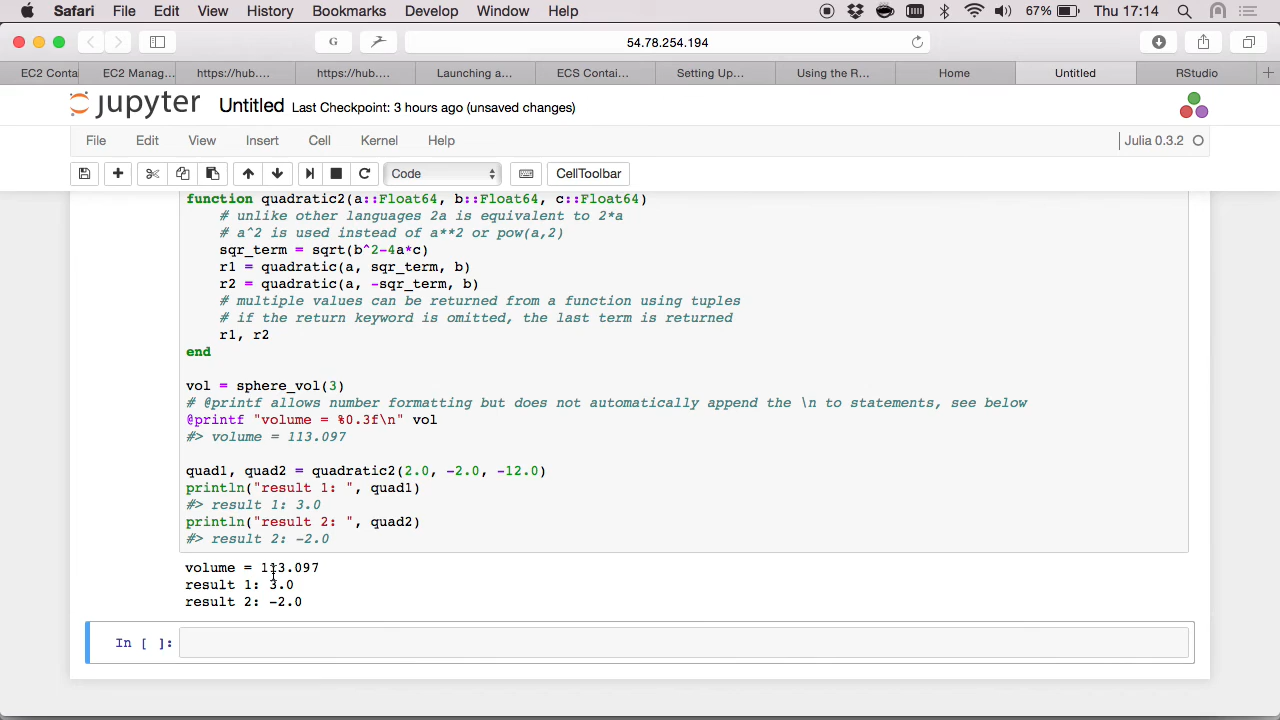 Safari File Edit View History Bookmarks Develop Window Help 67% Thu 17:14
G 54.78.254.194
EC2 Conta EC2 Manag... https://hub.... https://hub.... Launching a... ECS Contai... Setting Up,... Using the R... Home Untitled RStudio
jupyter Untitled Last Checkpoint: 3 hours ago (unsaved changes)
File Edit View Insert Cell Kernel Help Julia 0.3.2
Code CellToolbar
function quadratic2(a::Float64, b::Float64, c::Float64)
# unlike other languages 2a is equivalent to 2*a
# a^2 is used instead of a**2 or pow(a,2)
sqr_term = sqrt(b^2-4a*c)
r1 = quadratic(a, sqr_term, b)
r2 = quadratic(a, -sqr_term, b)
# multiple values can be returned from a function using tuples
# if the return keyword is omitted, the last term is returned
r1, r2
end
vol = sphere_vol(3)
# @printf allows number formatting but does not automatically append the \n to statements, see below
@printf "volume = %0.3f\n" vol
#> volume = 113.097
quad1, quad2 = quadratic2(2.0, -2.0, -12.0)
println("result 1: ", quad1)
#> result 1: 3.0
println("result 2: ", quad2)
#> result 2: -2.0
volume = 113.097
result 1: 3.0
result 2: -2.0
In [ ]: